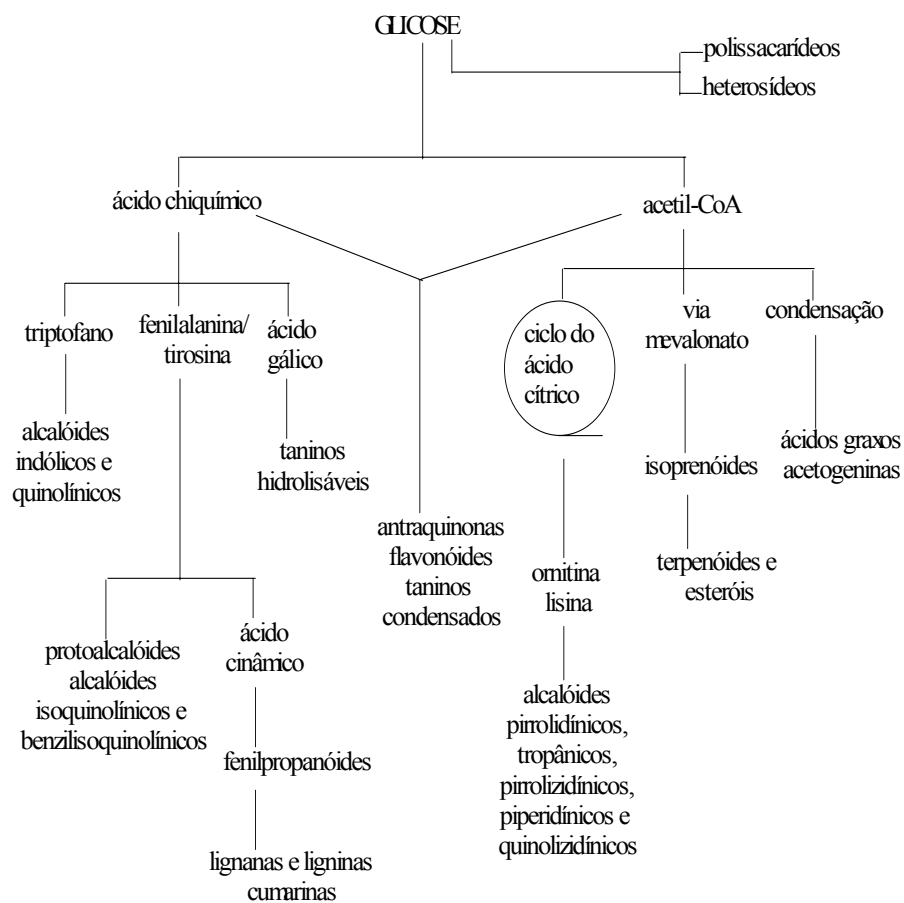 GLICOSE
polissacarídeos
heterosídeos
ácido chiquímico
acetil-CoA
triptofano
fenilalanina/
tirosina
ácido
gálico
ciclo do
ácido
cítrico
via
mevalonato
condensação
alcalóides
indólicos e
quinolínicos
taninos
hidrolisáveis
isoprenóides
ácidos graxos
acetogeninas
antraquinonas
flavonóides
taninos
condensados
ornitina
lisina
terpenóides e
esteróis
protoalcalóides
alcalóides
isoquinolínicos e
benzilisoquinolínicos
ácido
cinâmico
fenilpropanóides
lignanas e ligninas
cumarinas
alcalóides
pirrolidínicos,
tropânicos,
pirrolizidínicos,
piperidínicos e
quinolizidínicos